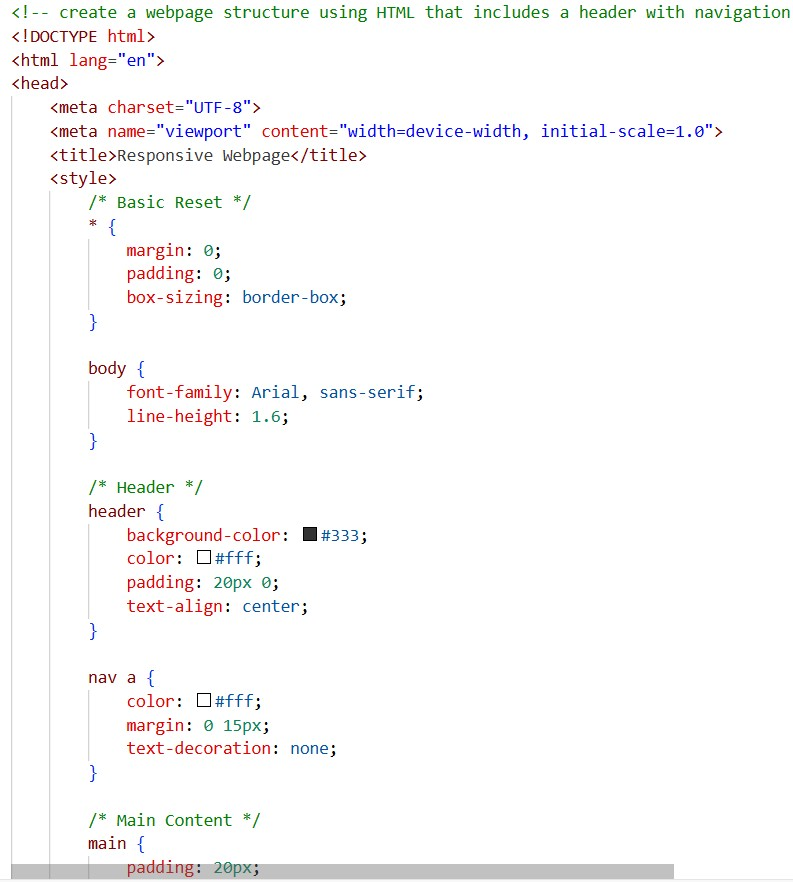 <!-- create a webpage structure using HTML that includes a header with navigation
<!DOCTYPE html>
<html lang="en">
<head>
    <meta charset="UTF-8">
    <meta name="viewport" content="width=device-width, initial-scale=1.0">
    <title>Responsive Webpage</title>
    <style>
        /* Basic Reset */
        * {
            margin: 0;
            padding: 0;
            box-sizing: border-box;
        }

        body {
            font-family: Arial, sans-serif;
            line-height: 1.6;
        }

        /* Header */
        header {
            background-color: #333;
            color: #fff;
            padding: 20px 0;
            text-align: center;
        }

        nav a {
            color: #fff;
            margin: 0 15px;
            text-decoration: none;
        }

        /* Main Content */
        main {
            padding: 20px;